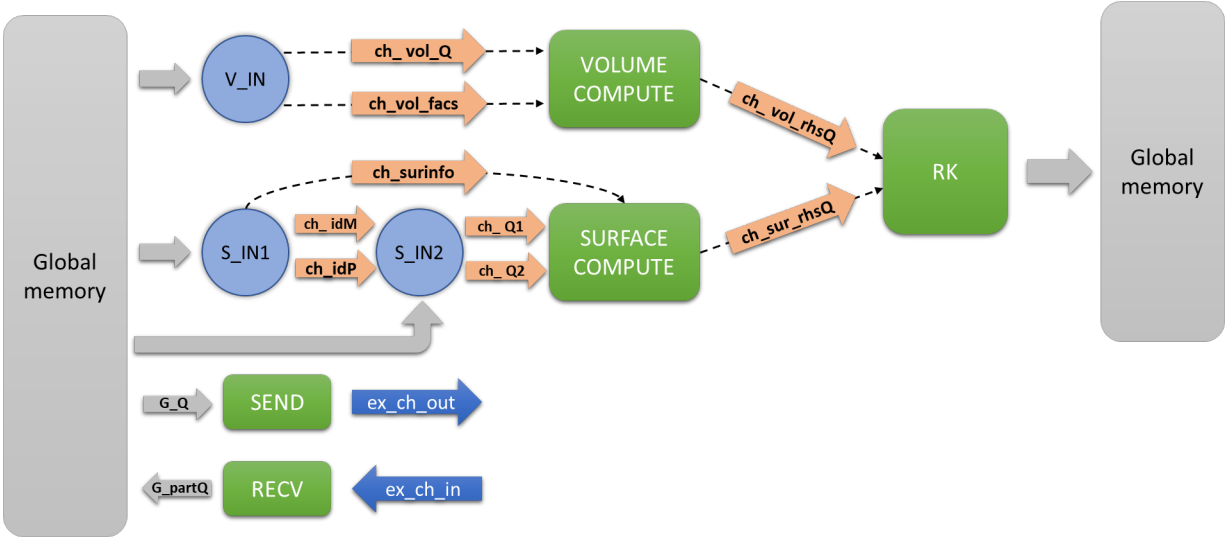 Global
memory
V_IN
ch_ vol_Q
ch_vol_facs
VOLUME
COMPUTE
ch_ vol_rhsQ
RK
Global
memory
ch_surinfo
S_IN1
ch_ idM
ch_idP
S_IN2
ch_ Q1
ch_ Q2
SURFACE
COMPUTE
ch_sur_rhsQ
G_Q
SEND
ex_ch_out
G_partQ
RECV
ex_ch_in